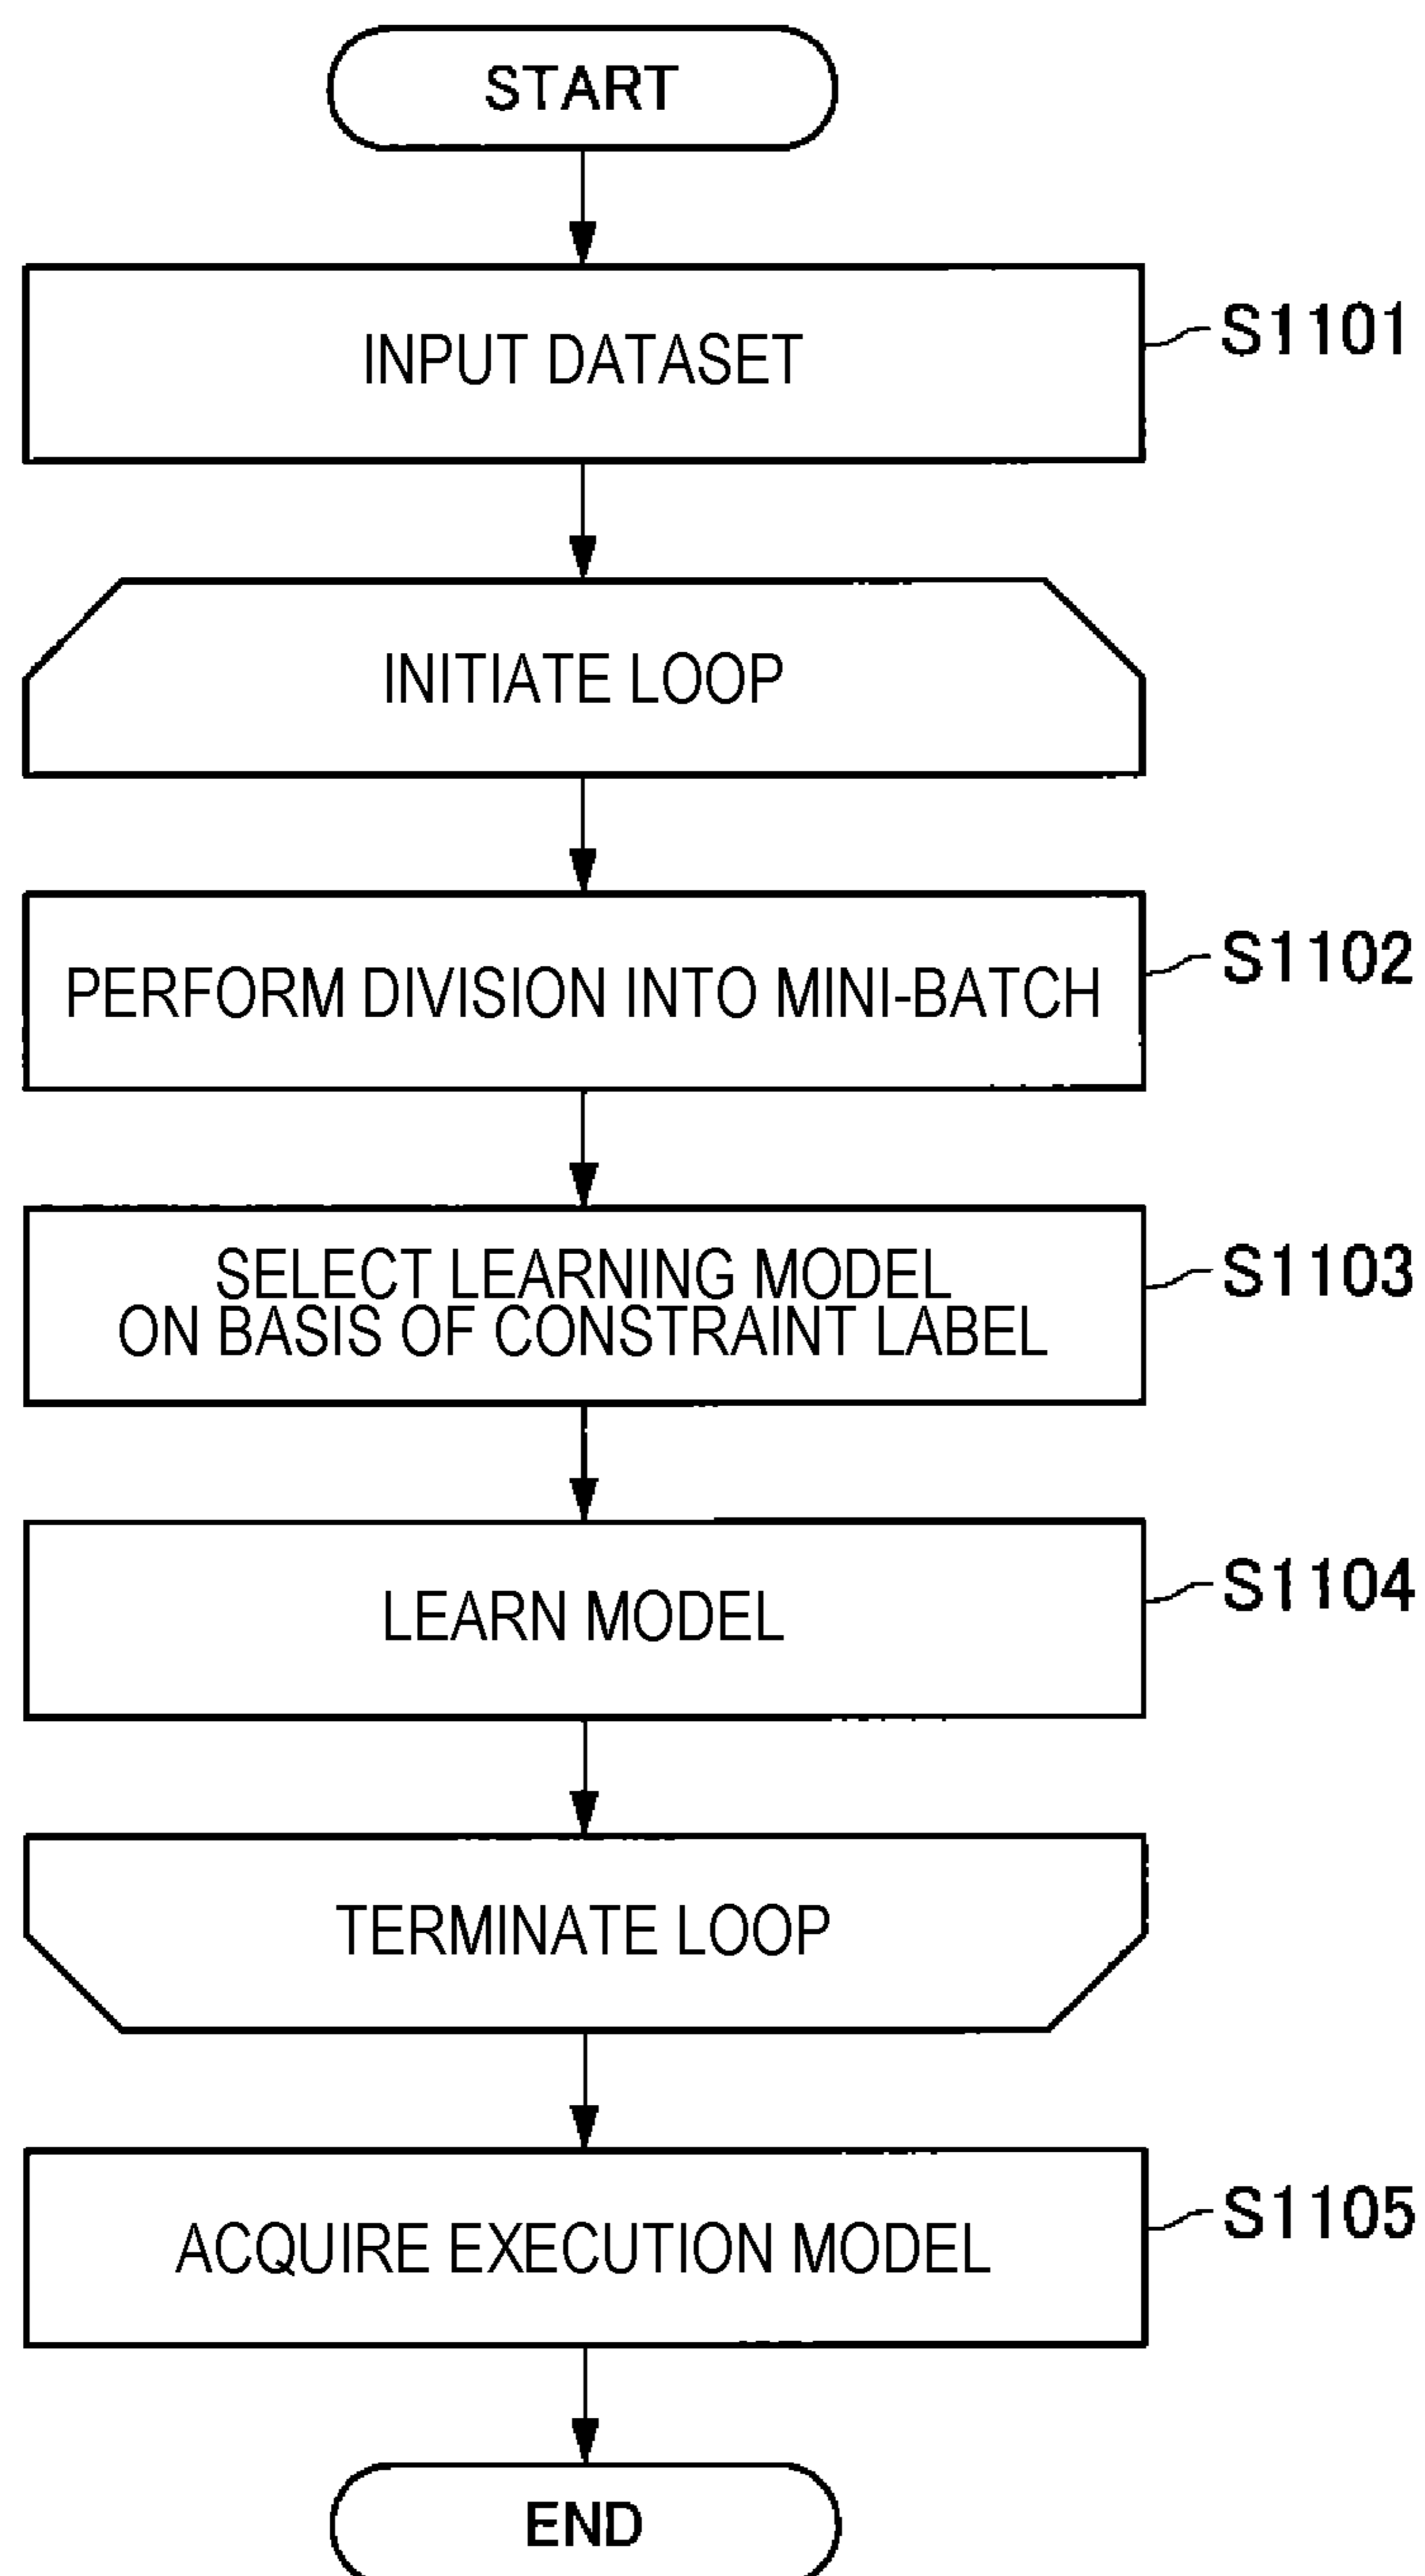 START
INPUT DATASET
S1101
INITIATE LOOP
PERFORM DIVISION INTO MINI-BATCH
S1102
SELECT LEARNING MODEL
ON BASIS OF CONSTRAINT LABEL
S1103
LEARN MODEL
S1104
TERMINATE LOOP
ACQUIRE EXECUTION MODEL
S1105
END